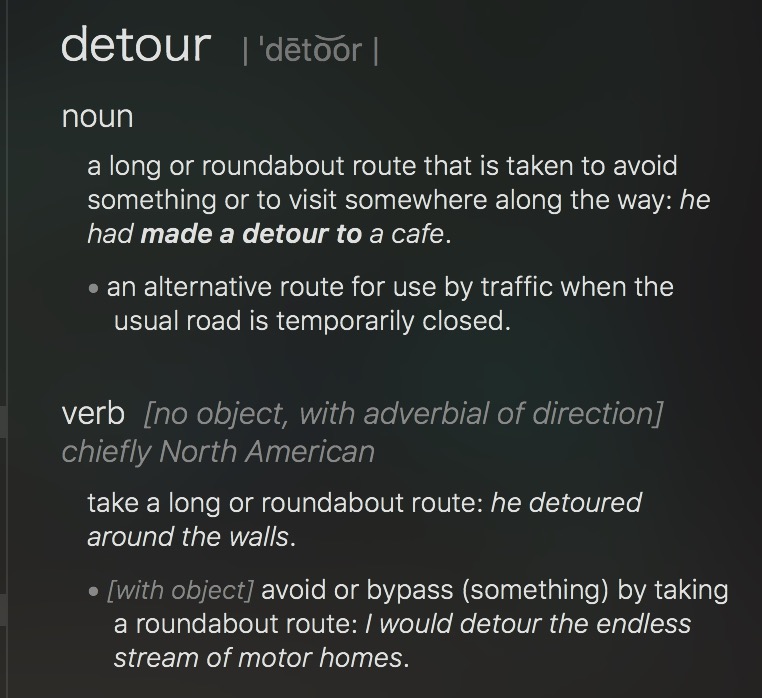 detour | ˈdēto͝or |
noun
a long or roundabout route that is taken to avoid
something or to visit somewhere along the way: he
had made a detour to a cafe.
• an alternative route for use by traffic when the
usual road is temporarily closed.
verb [no object, with adverbial of direction]
chiefly North American
take a long or roundabout route: he detoured
around the walls.
• [with object] avoid or bypass (something) by taking
a roundabout route: I would detour the endless
stream of motor homes.